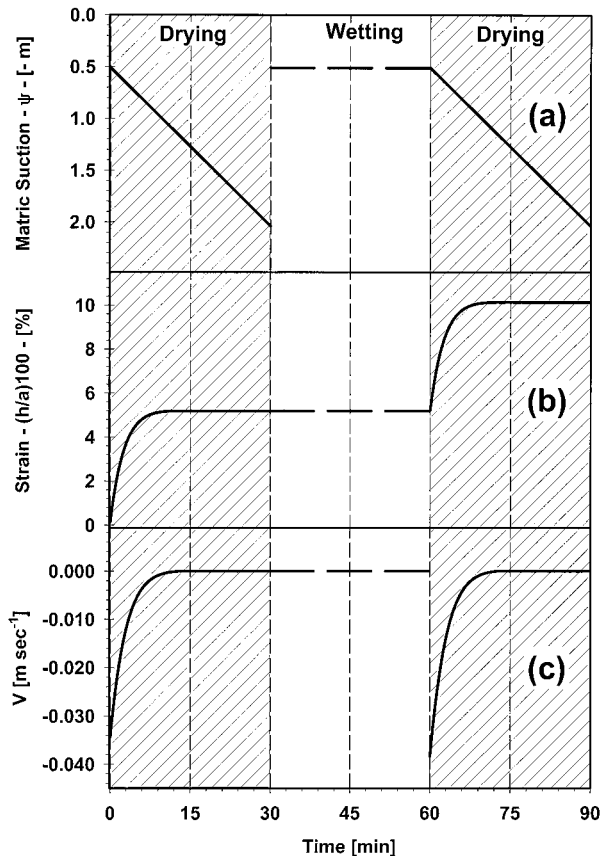 Drying Wetting Drying
Matric Suction - ψ - [- m]
0.0
0.5
1.0
1.5
2.0
(a)
Strain - (h/a)100 - [%]
10
8
6
4
2
0
(b)
V [m sec-1]
0.000
-0.010
-0.020
-0.030
-0.040
(c)
0 15 30 45 60 75 90
Time [min]